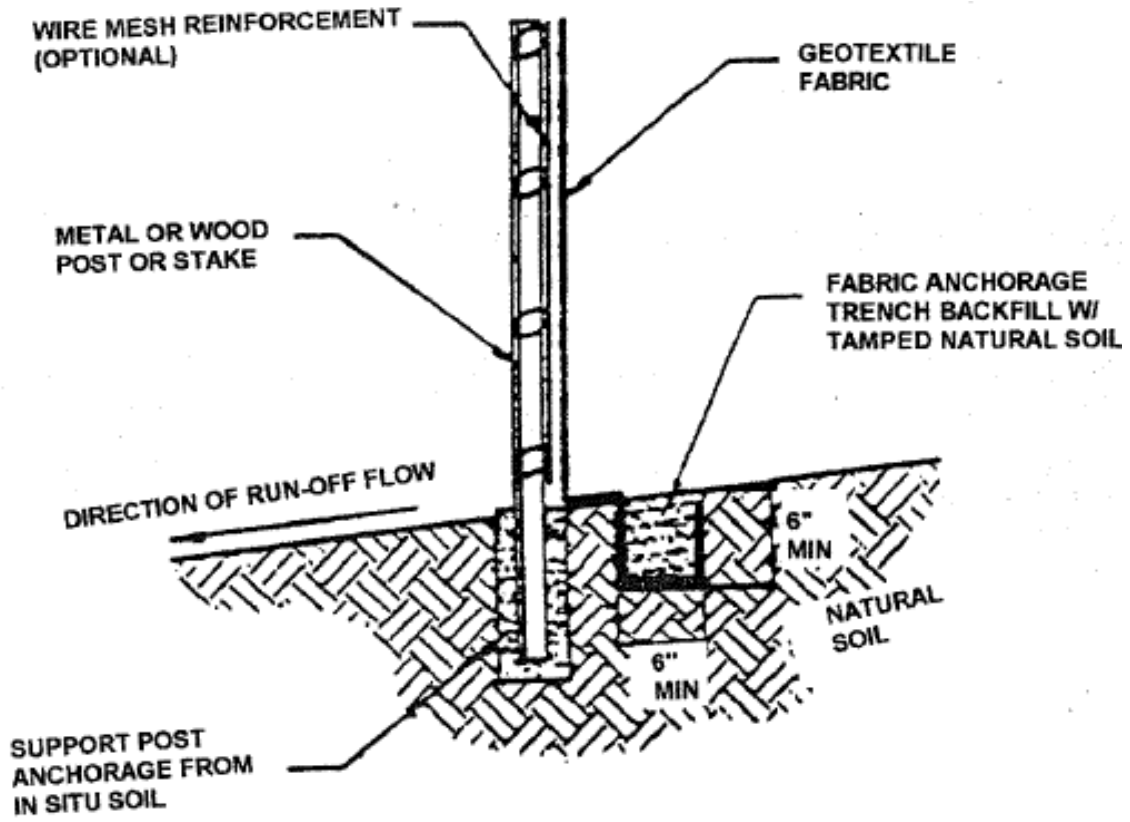 WIRE MESH REINFORCEMENT
(OPTIONAL)
GEOTEXTILE
FABRIC
METAL OR WOOD
POST OR STAKE
FABRIC ANCHORAGE
TRENCH BACKFILL W/
TAMPED NATURAL SOIL
DIRECTION OF RUN-OFF FLOW
6"
MIN
NATURAL
SOIL
6"
MIN
SUPPORT POST
ANCHORAGE FROM
IN SITU SOIL